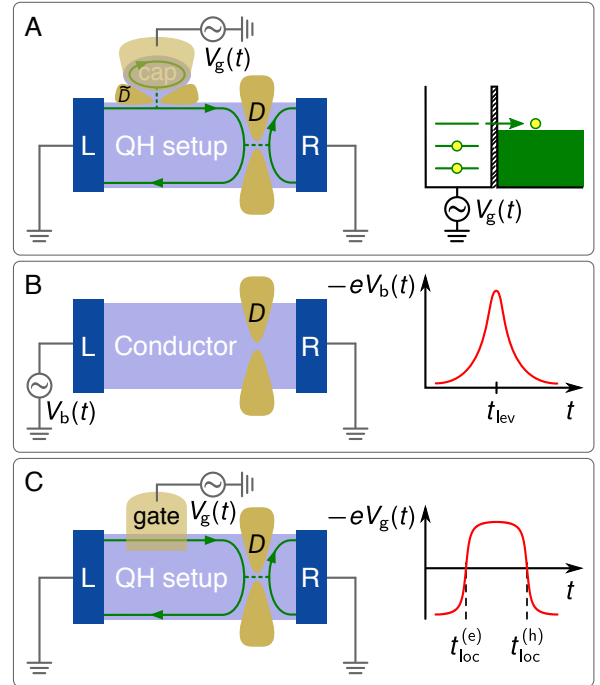 A
V_g(t)
cap
D̃
D
L
QH setup
R
V_g(t)
B
−eV_b(t)
D
L
Conductor
R
V_b(t)
t_lev
t
C
V_g(t)
−eV_g(t)
gate
D
L
QH setup
R
t
t_loc^(e)
t_loc^(h)